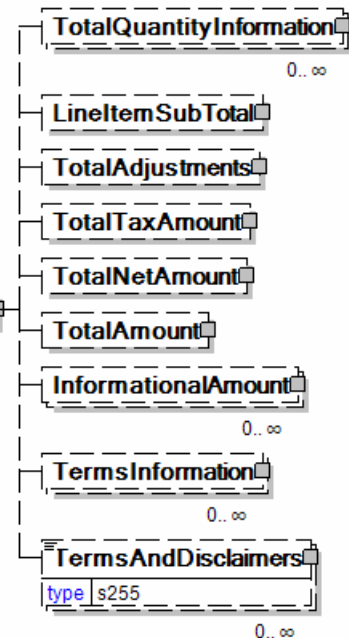 TotalQuantityInformation
0.. ∞
LineItemSubTotal
TotalAdjustments
TotalTaxAmount
TotalNetAmount
TotalAmount
InformationalAmount
0.. ∞
TermsInformation
0.. ∞
TermsAndDisclaimers
type s255
0.. ∞